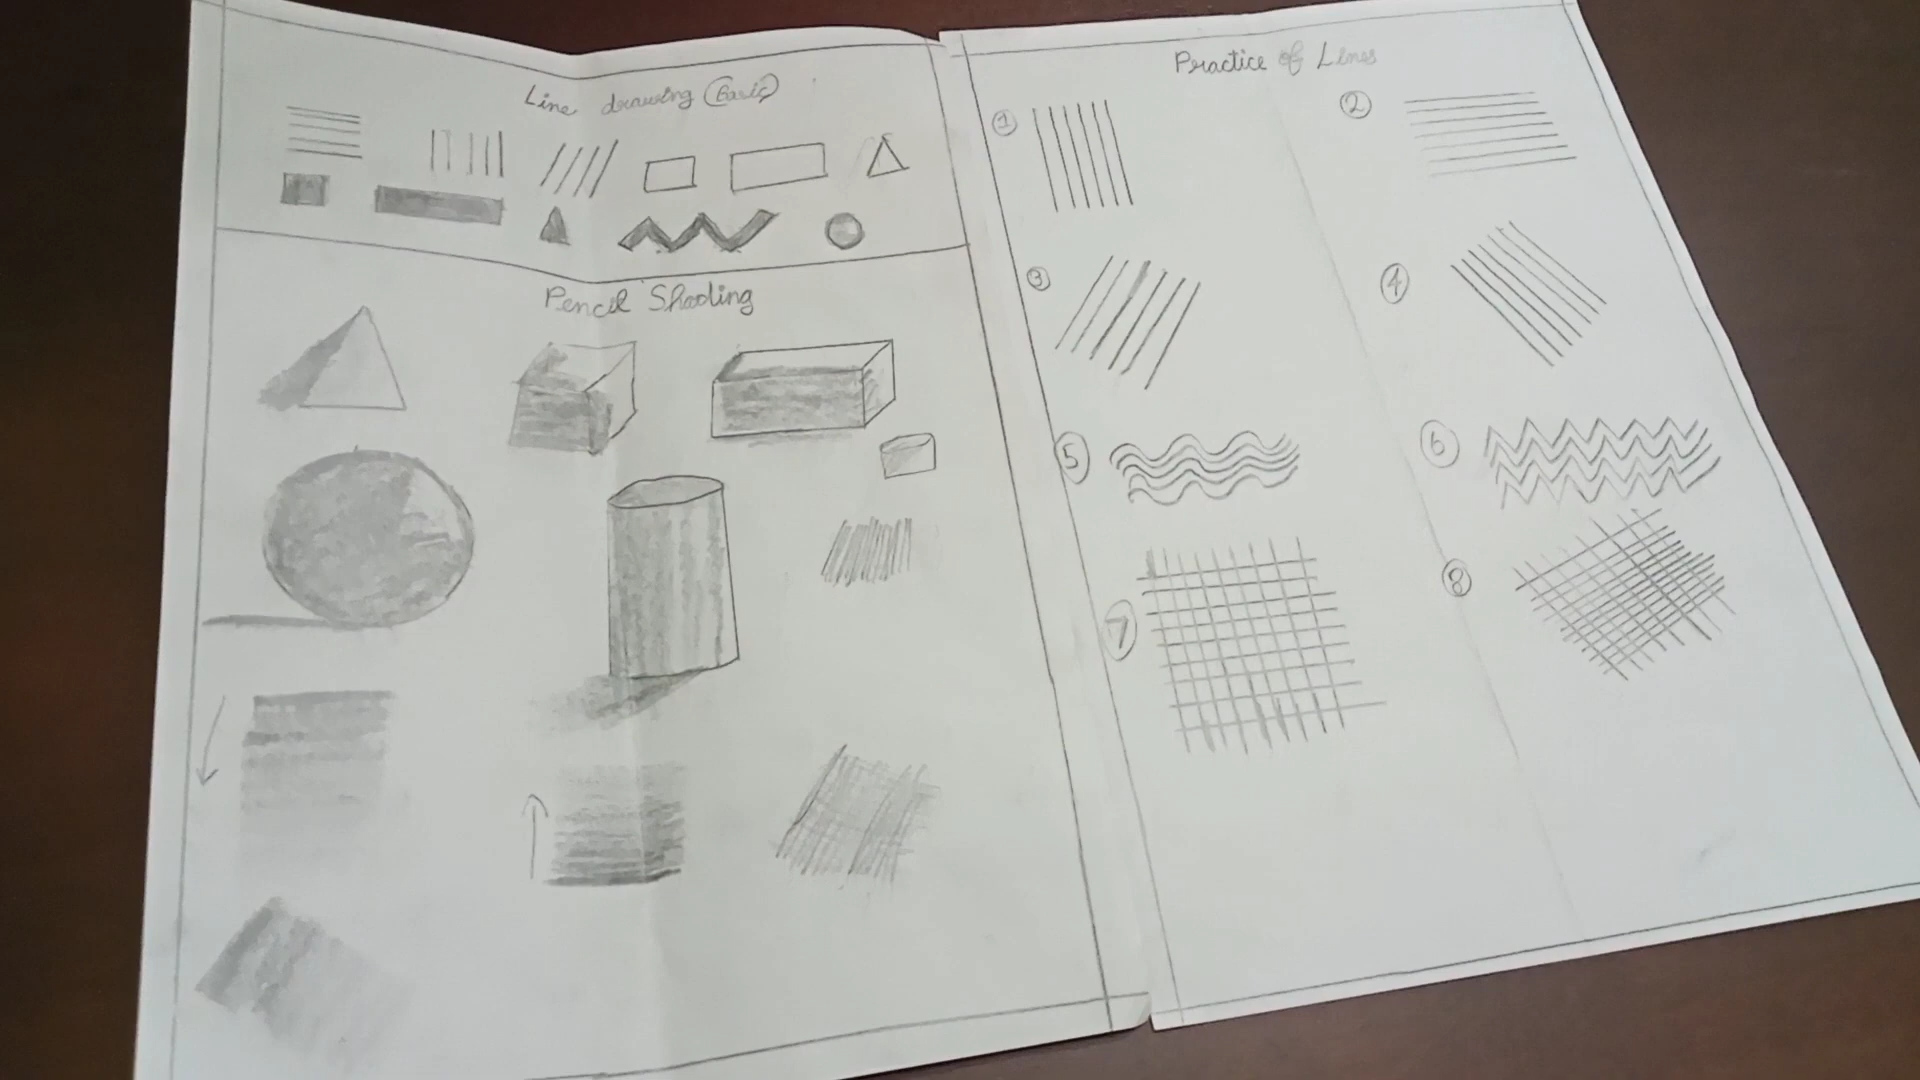 Line drawing (Basic)
Pencil Shading
Practice of Lines
1
2
3
4
5
6
7
8